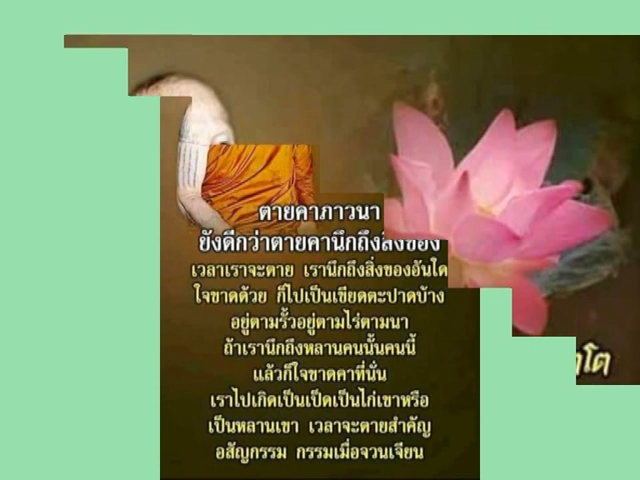 ตายคาภาวนา
ยังดีกว่าตายคานึกถึงสิ่งของ
เวลาเราจะตาย เรานึกถึงสิ่งของอันใด
ใจขาดด้วย ก็ไปเป็นเขียดตะปาดบ้าง
อยู่ตามรั้วอยู่ตามไร่ตามนา
ถ้าเรานึกถึงหลานคนนั้นคนนี้
แล้วก็ใจขาดคาที่นั่น
เราไปเกิดเป็นเป็ดเป็นไก่เขาหรือ
เป็นหลานเขา เวลาจะตายสำคัญ
อสัญกรรม กรรมเมื่อจวนเจียน